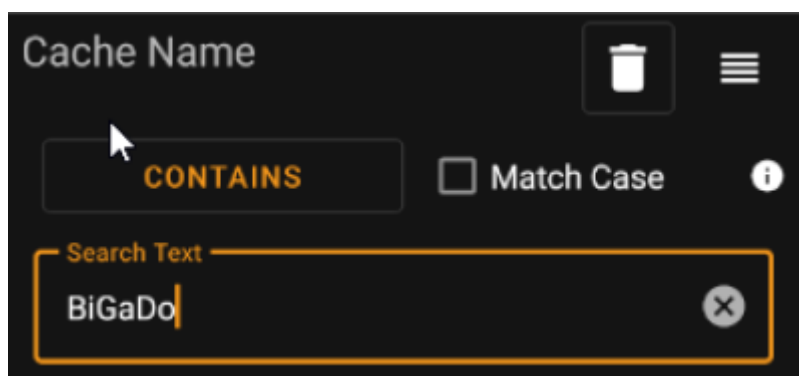 Cache Name
CONTAINS
Match Case
Search Text
BiGaDo